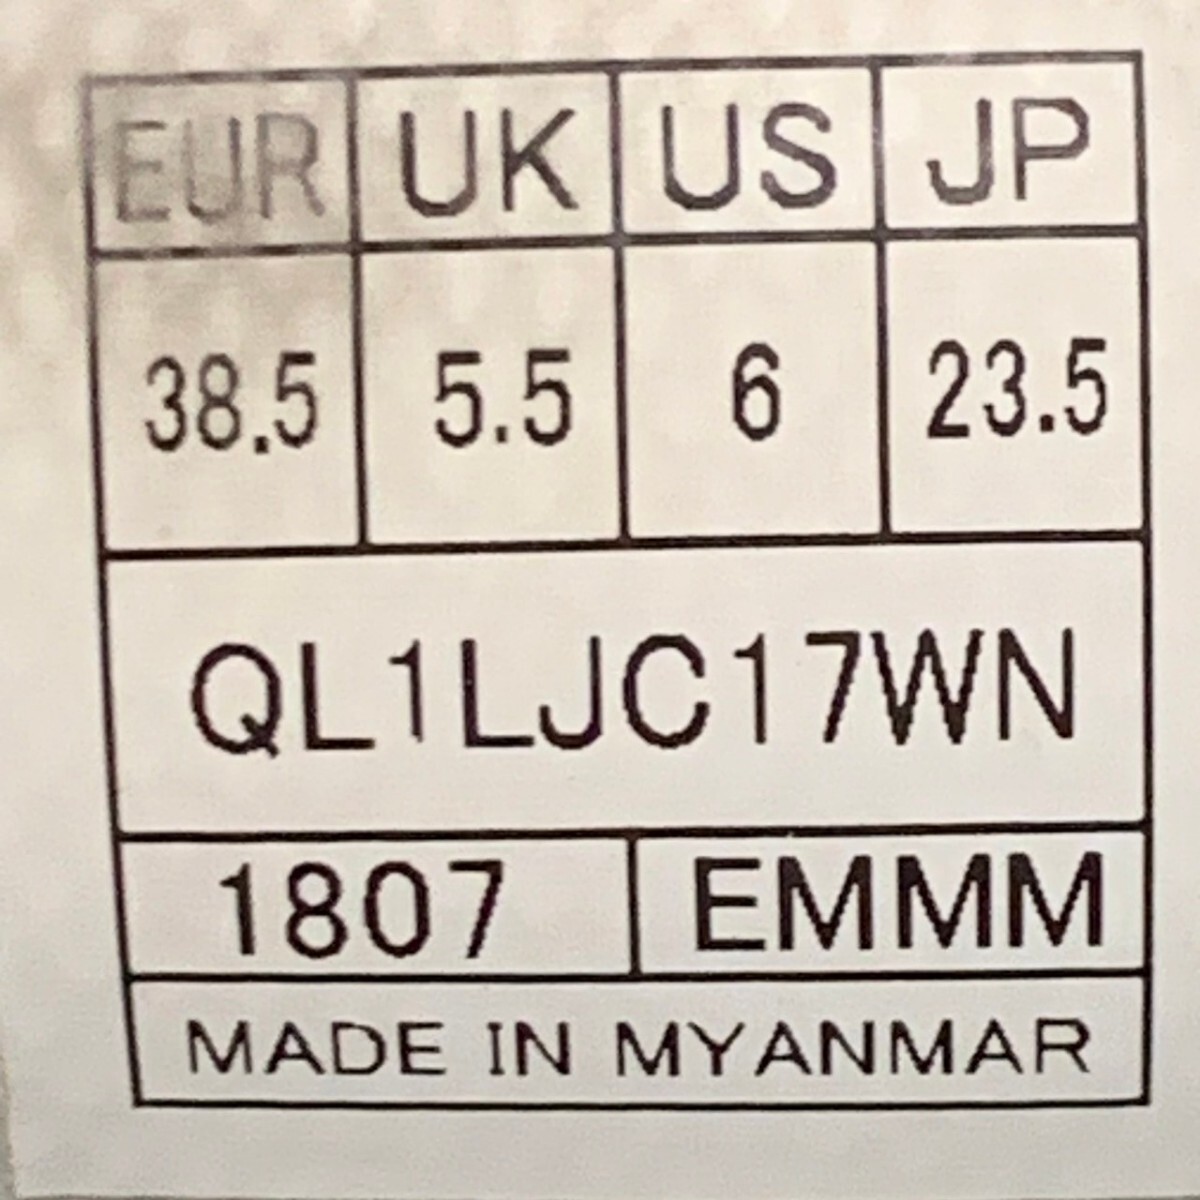 EUR UK US JP
38.5 5.5 6 23.5
QL1LJC17WN
1807 EMMM
MADE IN MYANMAR